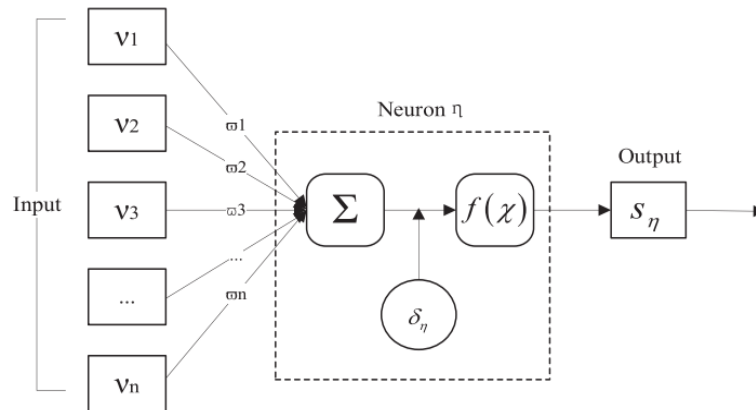 Input
ν1
ν2
ν3
...
νn
ϖ1
ϖ2
ϖ3
...
ϖn
Neuron η
Σ
f(χ)
δη
Output
sη